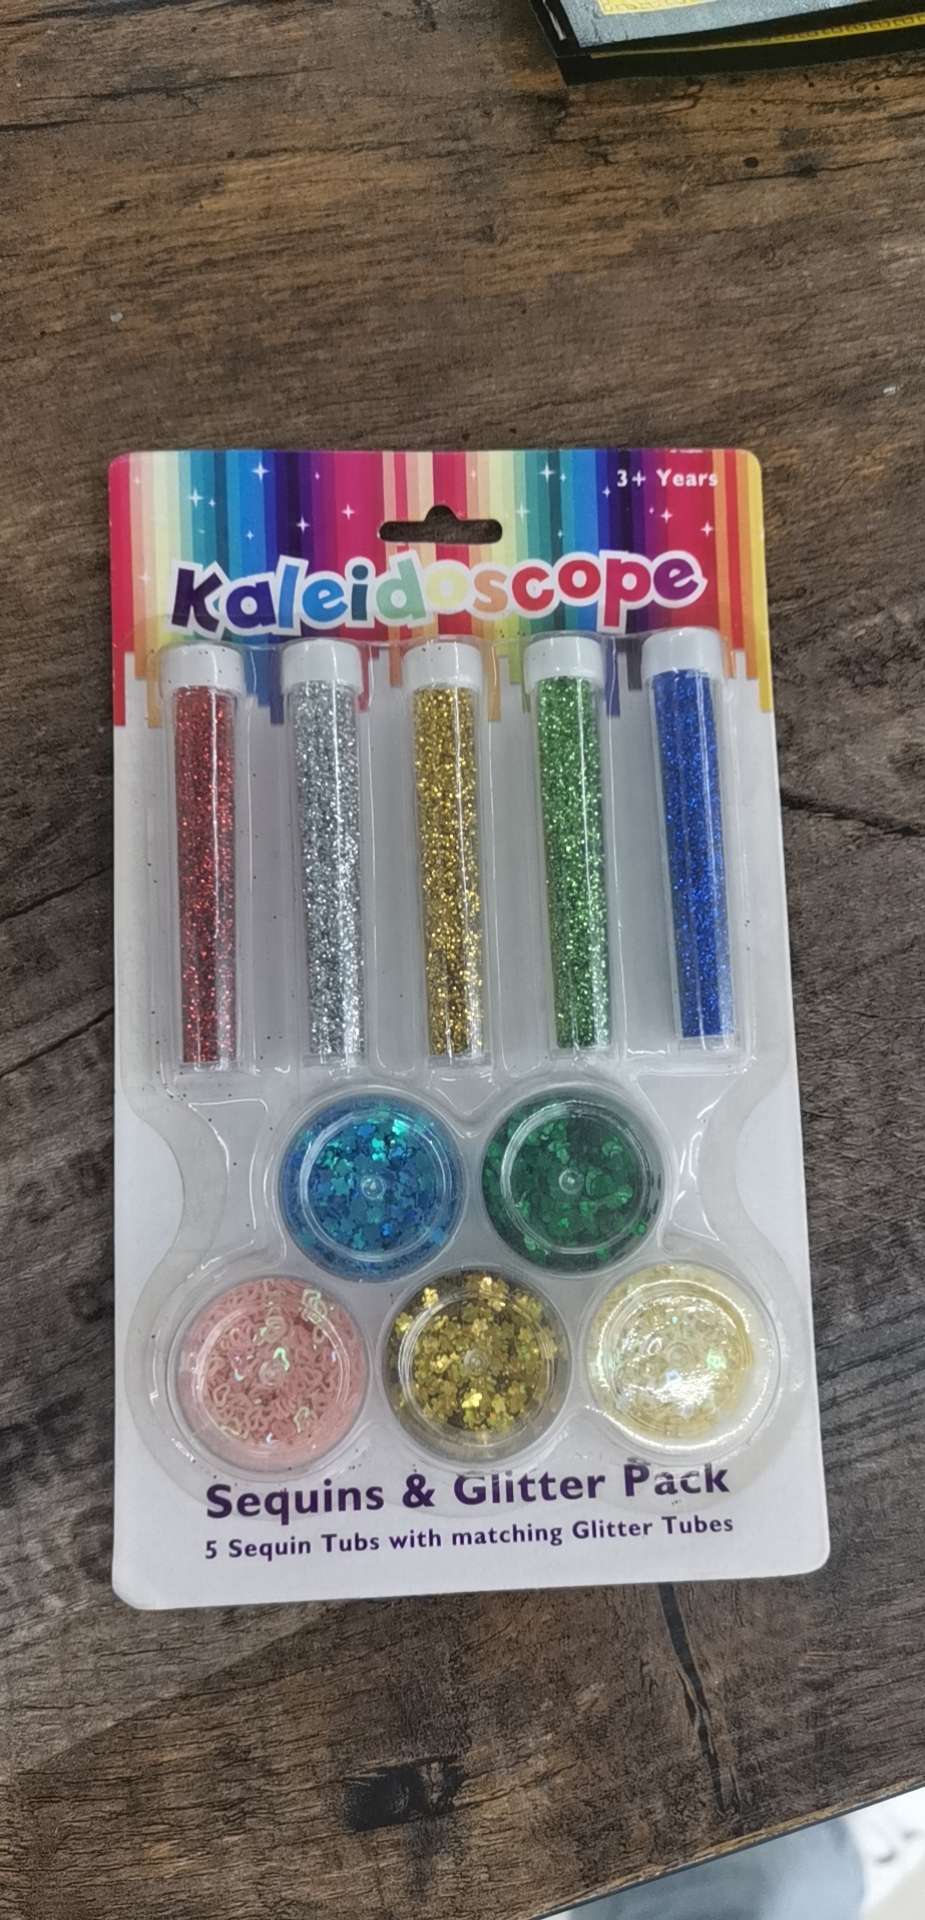 3+ Years
Kaleidoscope
Sequins & Glitter Pack
5 Sequin Tubs with matching Glitter Tubes